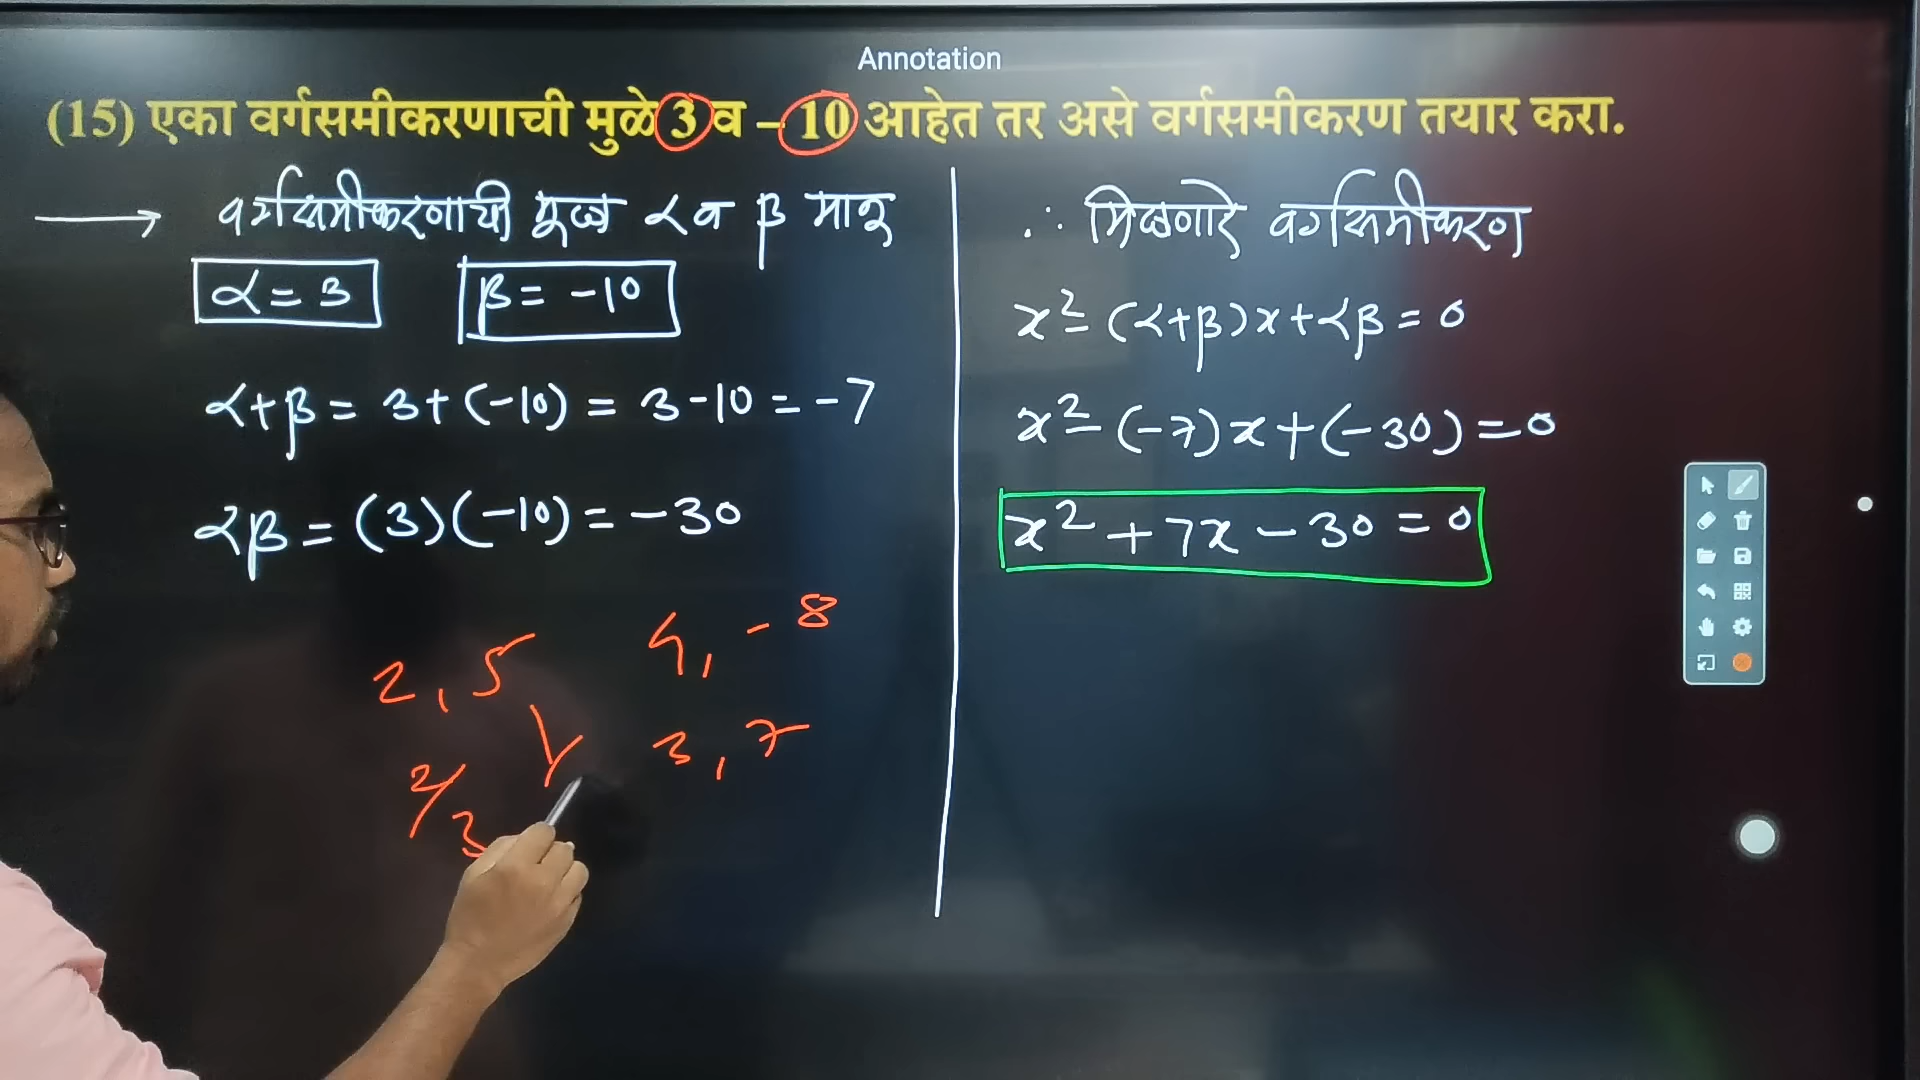 Annotation
(15) एका वर्गसमीकरणाची मुळे 3 व – 10 आहेत तर असे वर्गसमीकरण तयार करा.
→ वर्गसमीकरणाची मूळे α व β मानू
α = 3 β = -10
α+β = 3+(-10) = 3-10 = -7
αβ = (3)(-10) = -30
2, 5 4, -8
3, 7
2/3
∴ मिळणारे वर्गसमीकरण
x² - (α+β)x + αβ = 0
x² - (-7)x + (-30) = 0
x² + 7x - 30 = 0